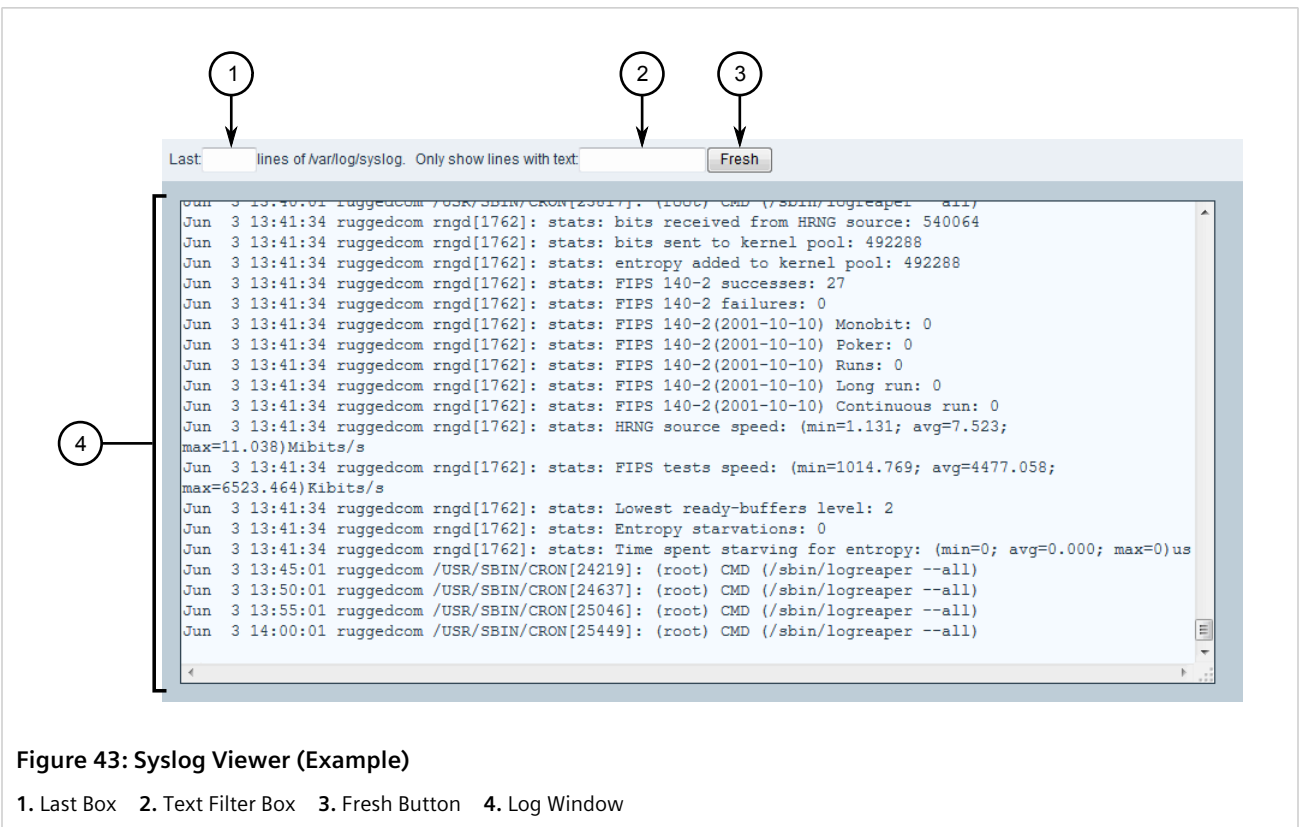 1 2 3
Last: lines of /var/log/syslog. Only show lines with text: Fresh
Jun  3 13:40:01 ruggedcom /USR/SBIN/CRON[23817]: (root) CMD (/sbin/logreaper --all)
Jun  3 13:41:34 ruggedcom rngd[1762]: stats: bits received from HRNG source: 540064
Jun  3 13:41:34 ruggedcom rngd[1762]: stats: bits sent to kernel pool: 492288
Jun  3 13:41:34 ruggedcom rngd[1762]: stats: entropy added to kernel pool: 492288
Jun  3 13:41:34 ruggedcom rngd[1762]: stats: FIPS 140-2 successes: 27
Jun  3 13:41:34 ruggedcom rngd[1762]: stats: FIPS 140-2 failures: 0
Jun  3 13:41:34 ruggedcom rngd[1762]: stats: FIPS 140-2(2001-10-10) Monobit: 0
Jun  3 13:41:34 ruggedcom rngd[1762]: stats: FIPS 140-2(2001-10-10) Poker: 0
Jun  3 13:41:34 ruggedcom rngd[1762]: stats: FIPS 140-2(2001-10-10) Runs: 0
Jun  3 13:41:34 ruggedcom rngd[1762]: stats: FIPS 140-2(2001-10-10) Long run: 0
Jun  3 13:41:34 ruggedcom rngd[1762]: stats: FIPS 140-2(2001-10-10) Continuous run: 0
Jun  3 13:41:34 ruggedcom rngd[1762]: stats: HRNG source speed: (min=1.131; avg=7.523;
max=11.038)Mibits/s
Jun  3 13:41:34 ruggedcom rngd[1762]: stats: FIPS tests speed: (min=1014.769; avg=4477.058;
max=6523.464)Kibits/s
Jun  3 13:41:34 ruggedcom rngd[1762]: stats: Lowest ready-buffers level: 2
Jun  3 13:41:34 ruggedcom rngd[1762]: stats: Entropy starvations: 0
Jun  3 13:41:34 ruggedcom rngd[1762]: stats: Time spent starving for entropy: (min=0; avg=0.000; max=0)us
Jun  3 13:45:01 ruggedcom /USR/SBIN/CRON[24219]: (root) CMD (/sbin/logreaper --all)
Jun  3 13:50:01 ruggedcom /USR/SBIN/CRON[24637]: (root) CMD (/sbin/logreaper --all)
Jun  3 13:55:01 ruggedcom /USR/SBIN/CRON[25046]: (root) CMD (/sbin/logreaper --all)
Jun  3 14:00:01 ruggedcom /USR/SBIN/CRON[25449]: (root) CMD (/sbin/logreaper --all)
4
Figure 43: Syslog Viewer (Example)
1. Last Box 2. Text Filter Box 3. Fresh Button 4. Log Window